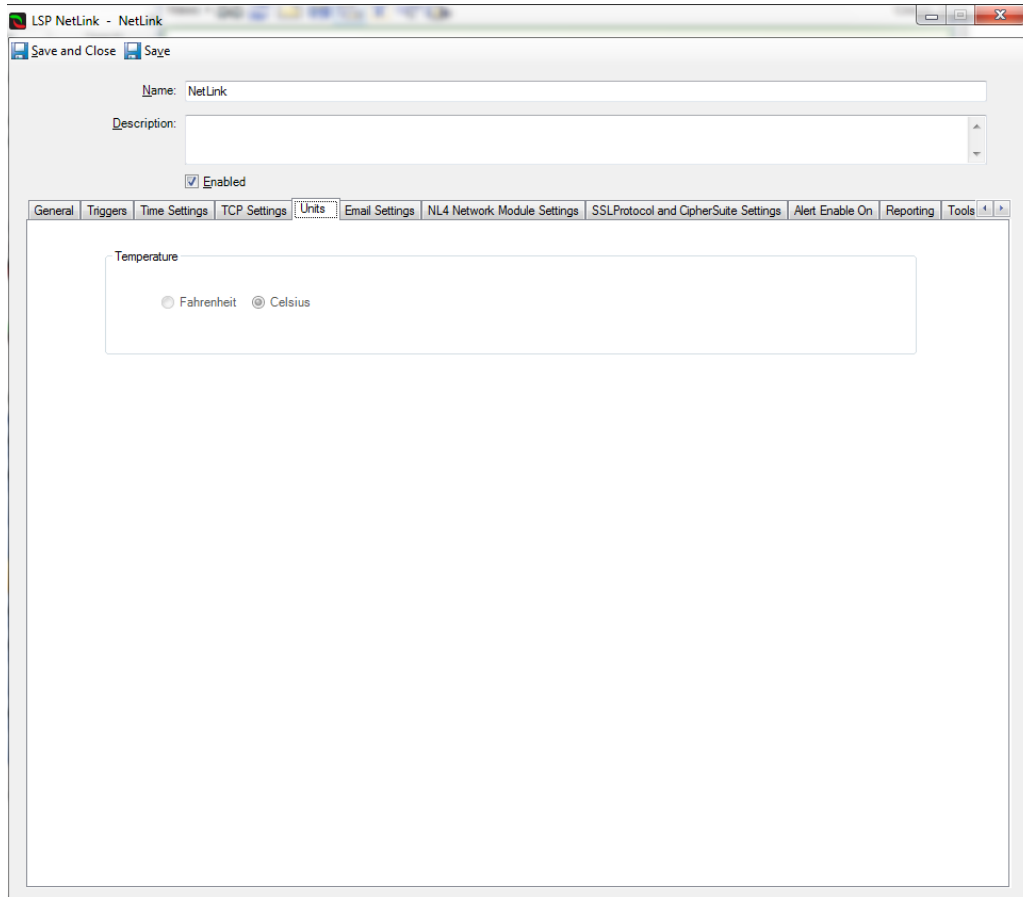 LSP NetLink - NetLink
Save and Close Save
Name: NetLink
Description:
Enabled
General Triggers Time Settings TCP Settings Units Email Settings NL4 Network Module Settings SSLProtocol and CipherSuite Settings Alert Enable On Reporting Tools
Temperature
Fahrenheit Celsius